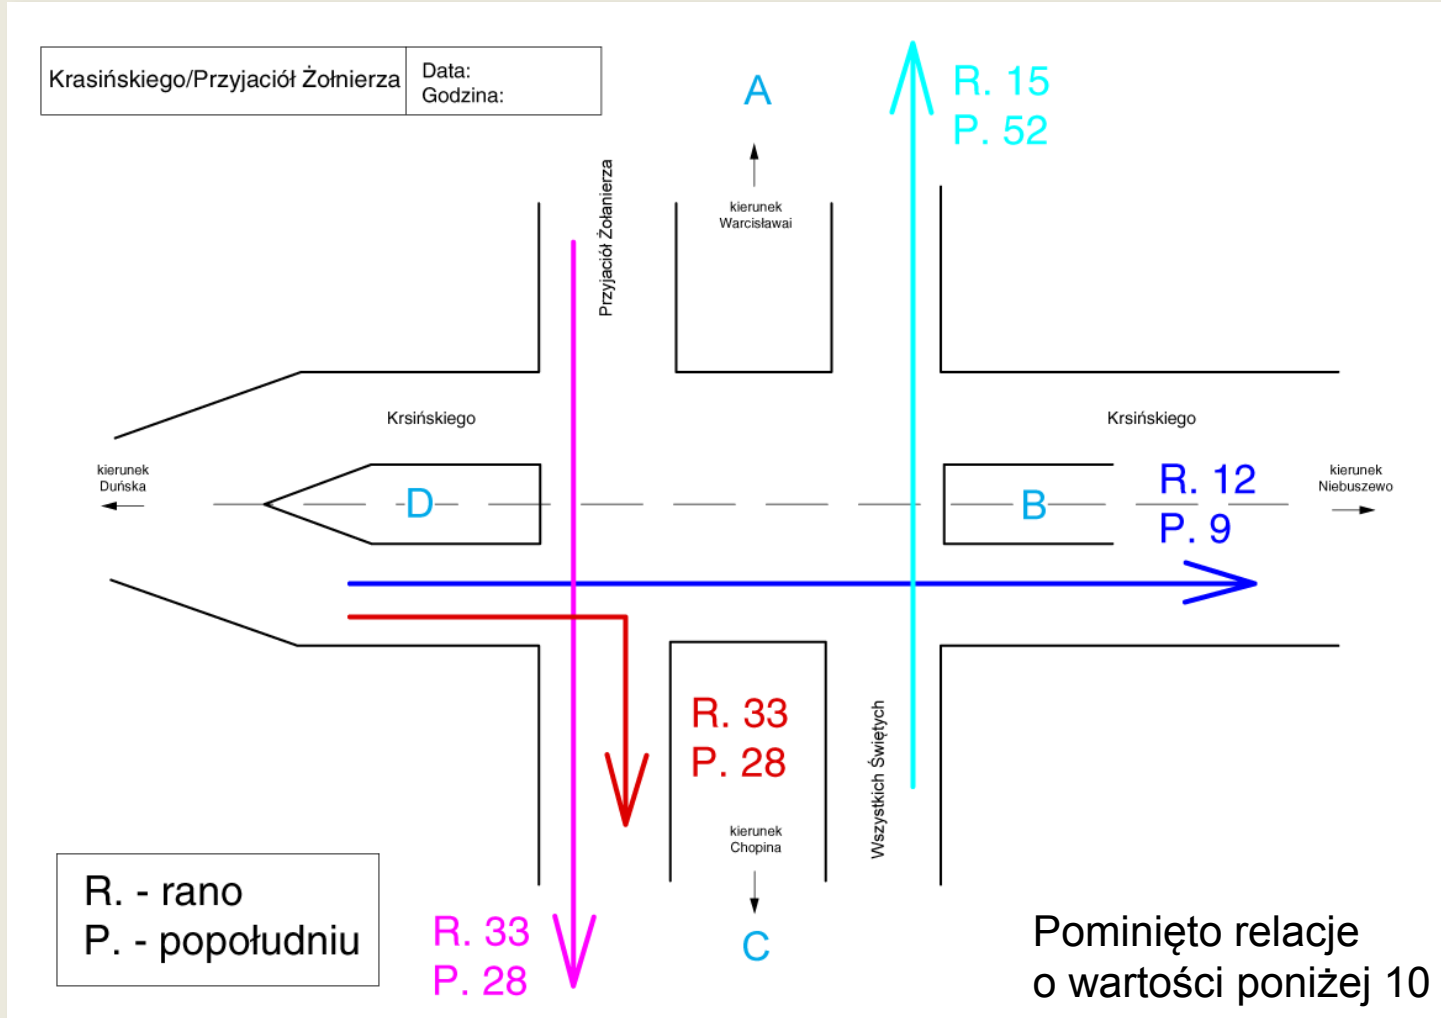 Krasińskiego/Przyjaciół Żołnierza
Data:
Godzina:
A
R. 15
P. 52
Przyjaciół Żołanierza
kierunek
Warcisławai
Krsińskiego
Krsińskiego
kierunek
Duńska
D
B
R. 12
P. 9
kierunek
Niebuszewo
R. 33
P. 28
Wszystkich Świętych
kierunek
Chopina
C
R. - rano
P. - popołudniu
R. 33
P. 28
Pominięto relacje
o wartości poniżej 10